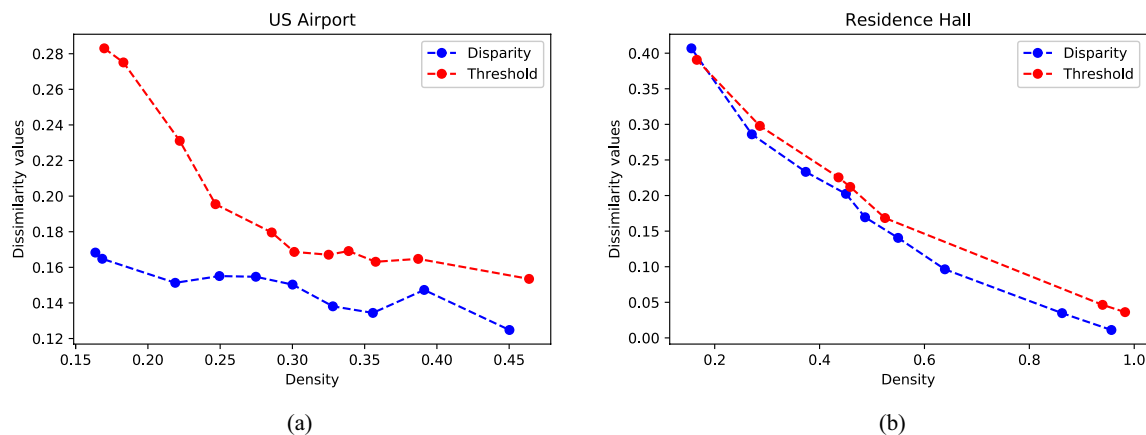 US Airport
Disparity
Threshold
0.28
0.26
0.24
0.22
0.20
0.18
0.16
0.14
0.12
Dissimilarity values
0.15 0.20 0.25 0.30 0.35 0.40 0.45
Density
(a)
Residence Hall
Disparity
Threshold
0.40
0.35
0.30
0.25
0.20
0.15
0.10
0.05
0.00
Dissimilarity values
0.2 0.4 0.6 0.8 1.0
Density
(b)